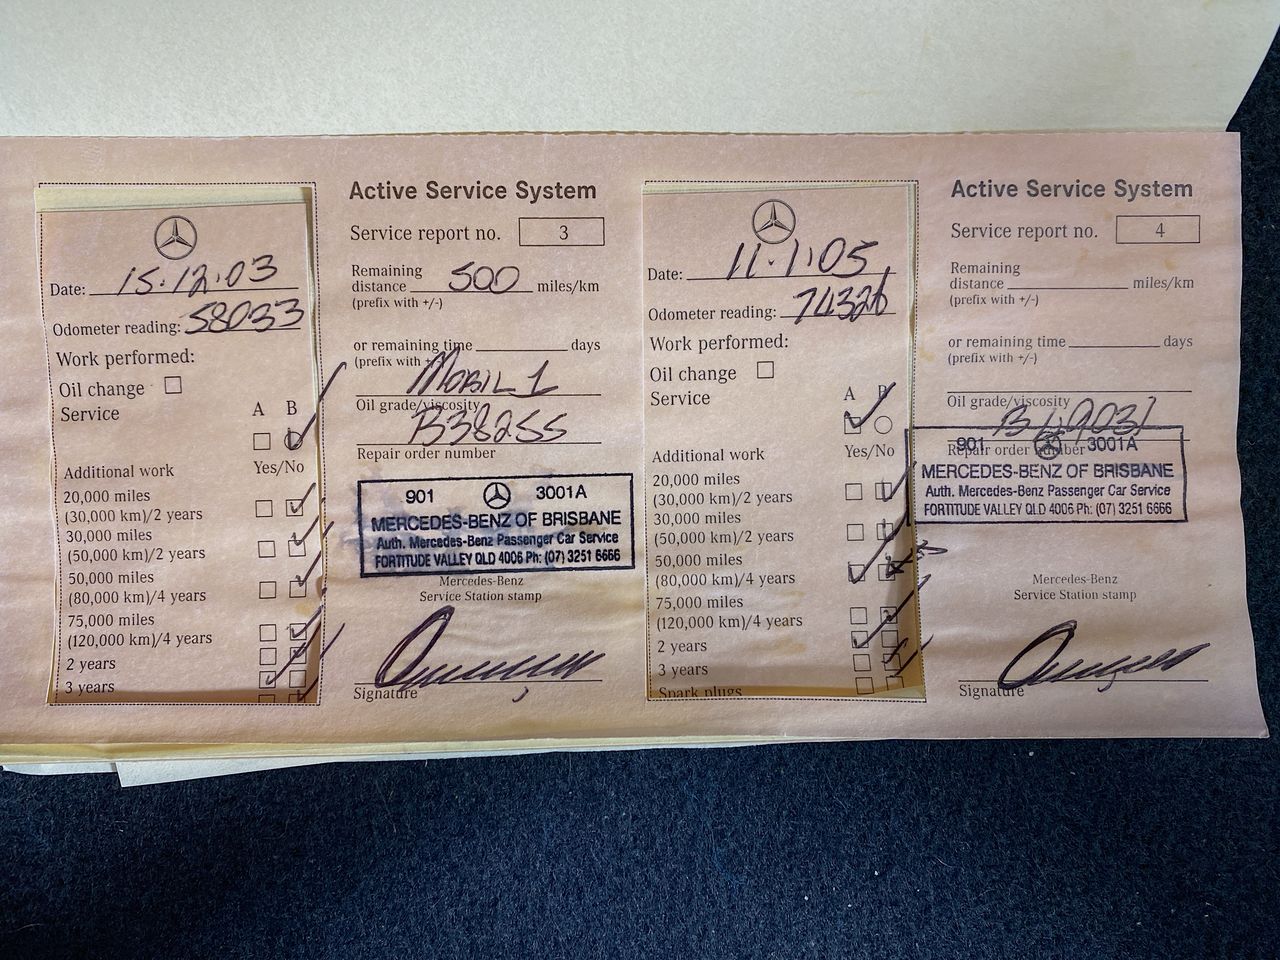 Date: 15.12.03
Odometer reading: 58033
Work performed:
Oil change
Service
A B
Additional work Yes/No
20,000 miles
(30,000 km)/2 years
30,000 miles
(50,000 km)/2 years
50,000 miles
(80,000 km)/4 years
75,000 miles
(120,000 km)/4 years
2 years
3 years
Active Service System
Service report no. 3
Remaining
distance 500 miles/km
(prefix with +/-)
or remaining time days
(prefix with +/-)
MOBIL 1
Oil grade/viscosity
B38255
Repair order number
901 3001A
MERCEDES-BENZ OF BRISBANE
Auth. Mercedes-Benz Passenger Car Service
FORTITUDE VALLEY QLD 4006 Ph: (07) 3251 6666
Mercedes-Benz
Service Station stamp
Signature
Date: 11.1.05
Odometer reading: 74326
Work performed:
Oil change
Service
A B
Additional work Yes/No
20,000 miles
(30,000 km)/2 years
30,000 miles
(50,000 km)/2 years
50,000 miles
(80,000 km)/4 years
75,000 miles
(120,000 km)/4 years
2 years
3 years
Spark plugs
Active Service System
Service report no. 4
Remaining
distance miles/km
(prefix with +/-)
or remaining time days
(prefix with +/-)
Oil grade/viscosity
Repair order number
901 3001A
MERCEDES-BENZ OF BRISBANE
Auth. Mercedes-Benz Passenger Car Service
FORTITUDE VALLEY QLD 4006 Ph: (07) 3251 6666
Mercedes-Benz
Service Station stamp
Signature